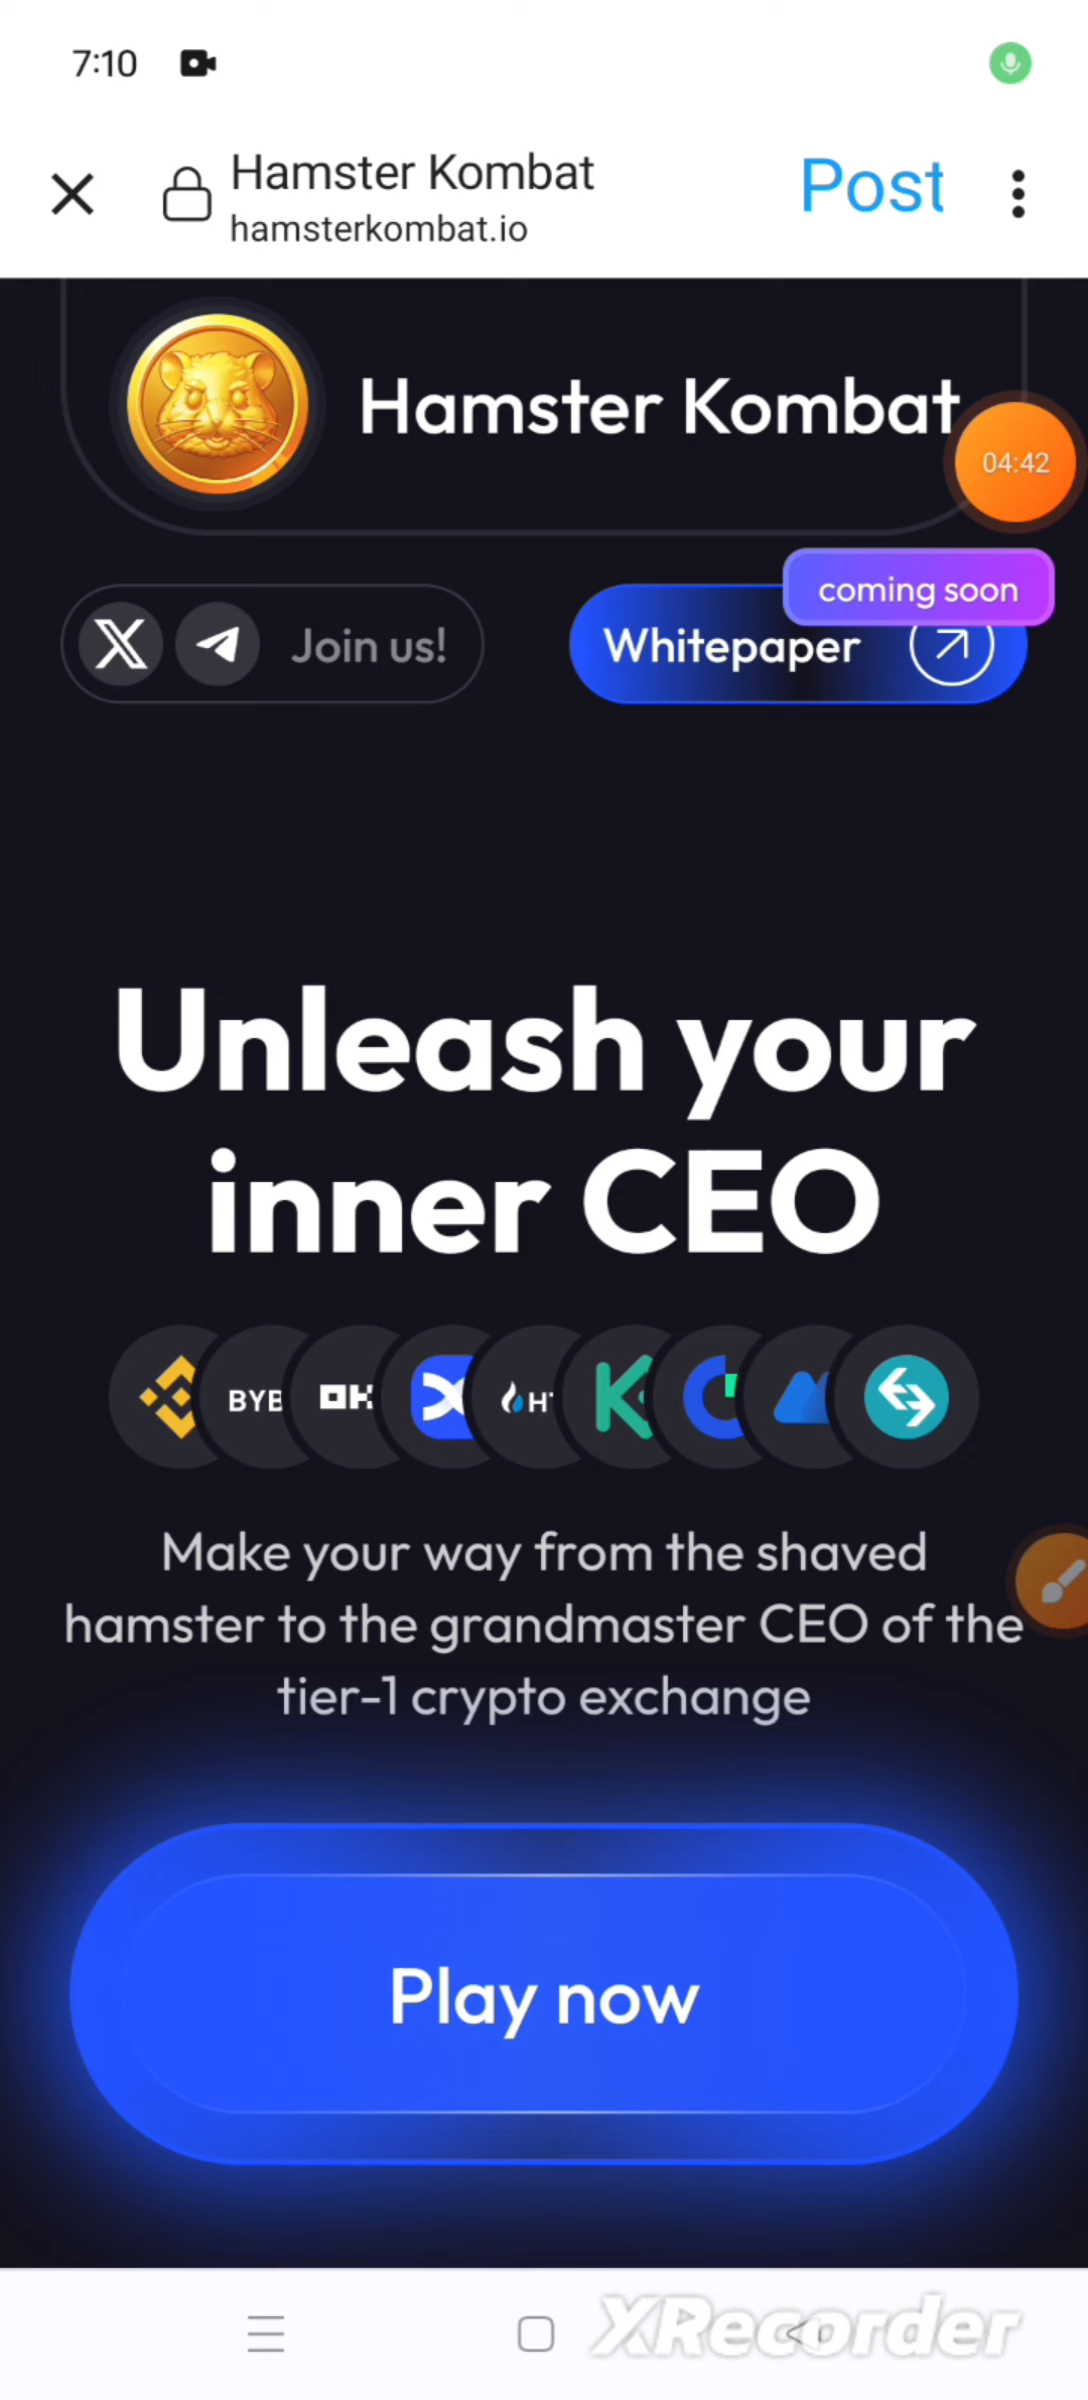 7:10
Hamster Kombat
hamsterkombat.io
Post
Hamster Kombat
04:42
coming soon
Join us!
Whitepaper
Unleash your
inner CEO
BYB
OK
HT
Make your way from the shaved
hamster to the grandmaster CEO of the
tier-1 crypto exchange
Play now
XRecorder